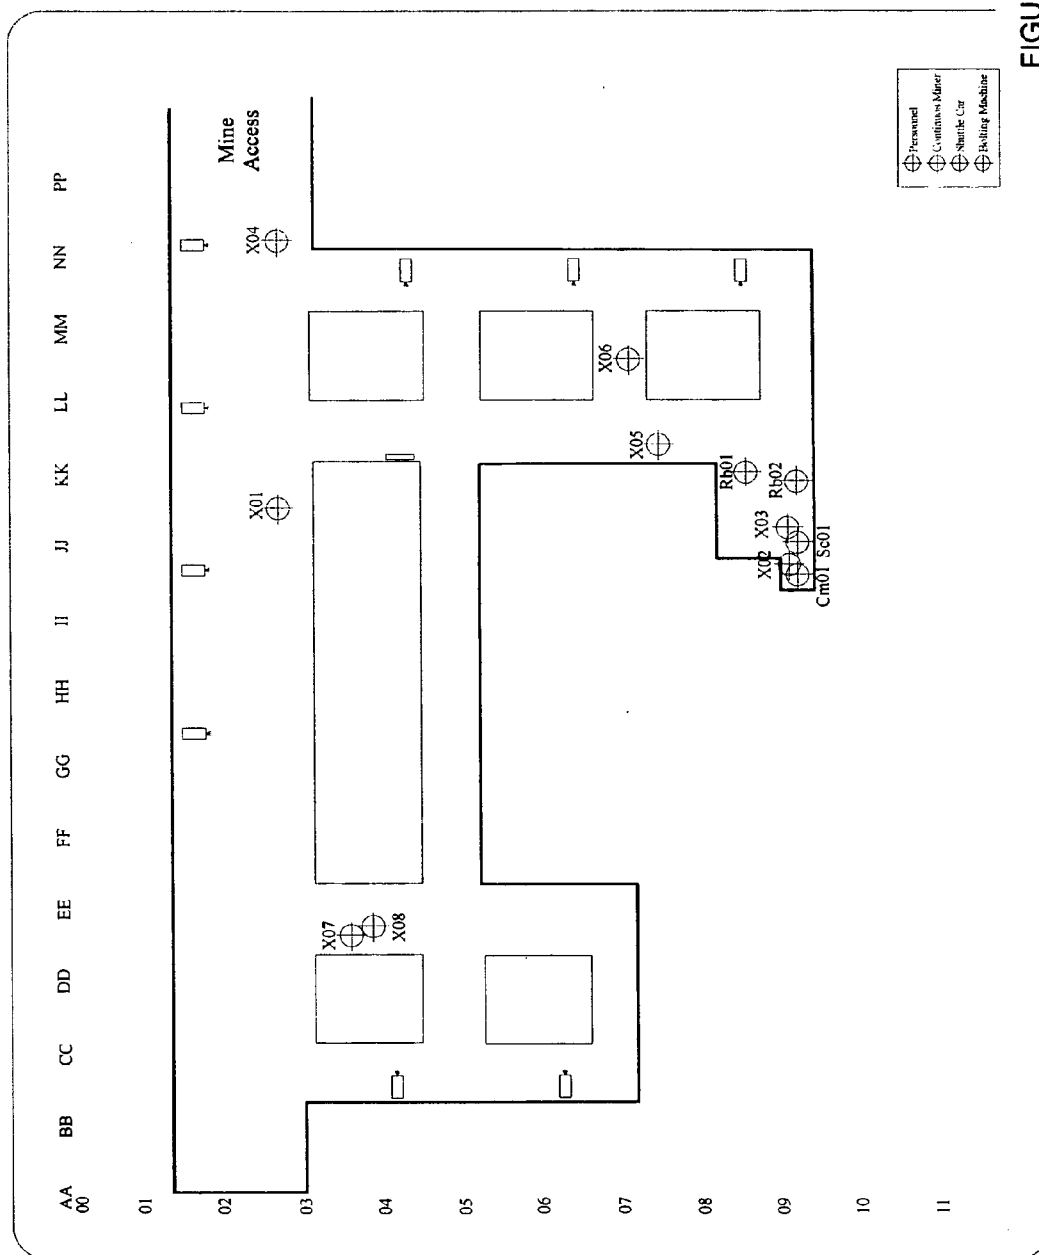 AA BB CC DD EE FF GG HH II JJ KK LL MM NN PP
00
01
02
03
04
05
06
07
08
09
10
11
Mine
Access
X04
X01
X07
X08
X06
X05
Rb01
Rb02
X03
X02
Sc01
Cm01
Personnel
Continuous Miner
Shuttle Car
Bolting Machine
FIGU